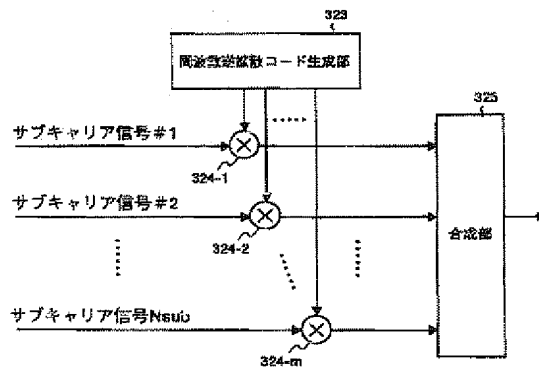 323
周波数逆拡散コード生成部
325
サブキャリア信号#1
324-1
サブキャリア信号#2
324-2
合成部
サブキャリア信号Nsub
324-m